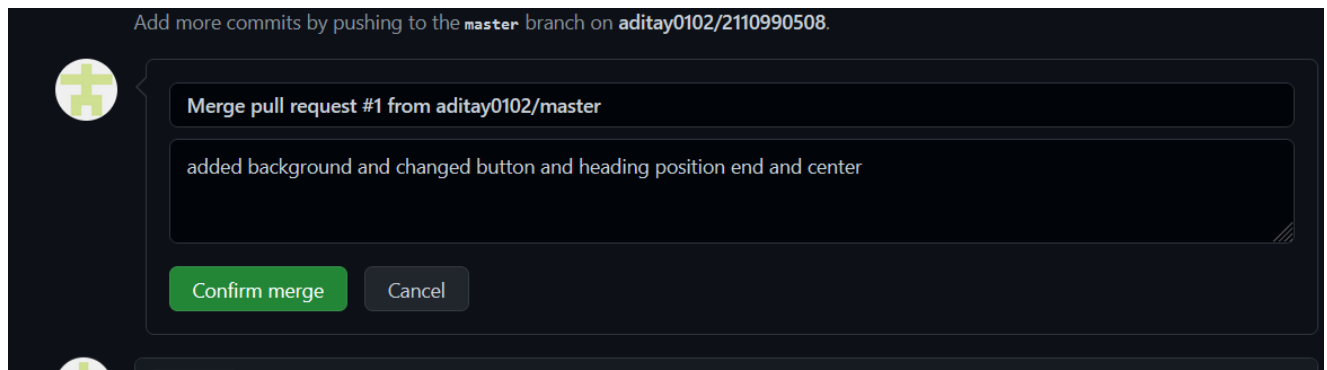 Add more commits by pushing to the master branch on aditay0102/2110990508.
Merge pull request #1 from aditay0102/master
added background and changed button and heading position end and center
Confirm merge Cancel